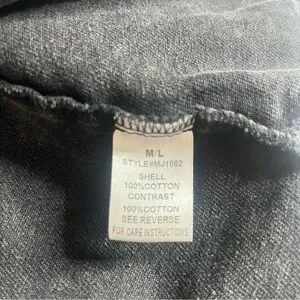 M/L
STYLE#MJ1062
SHELL
100%COTTON
CONTRAST
100%COTTON
SEE REVERSE
FOR CARE INSTRUCTIONS